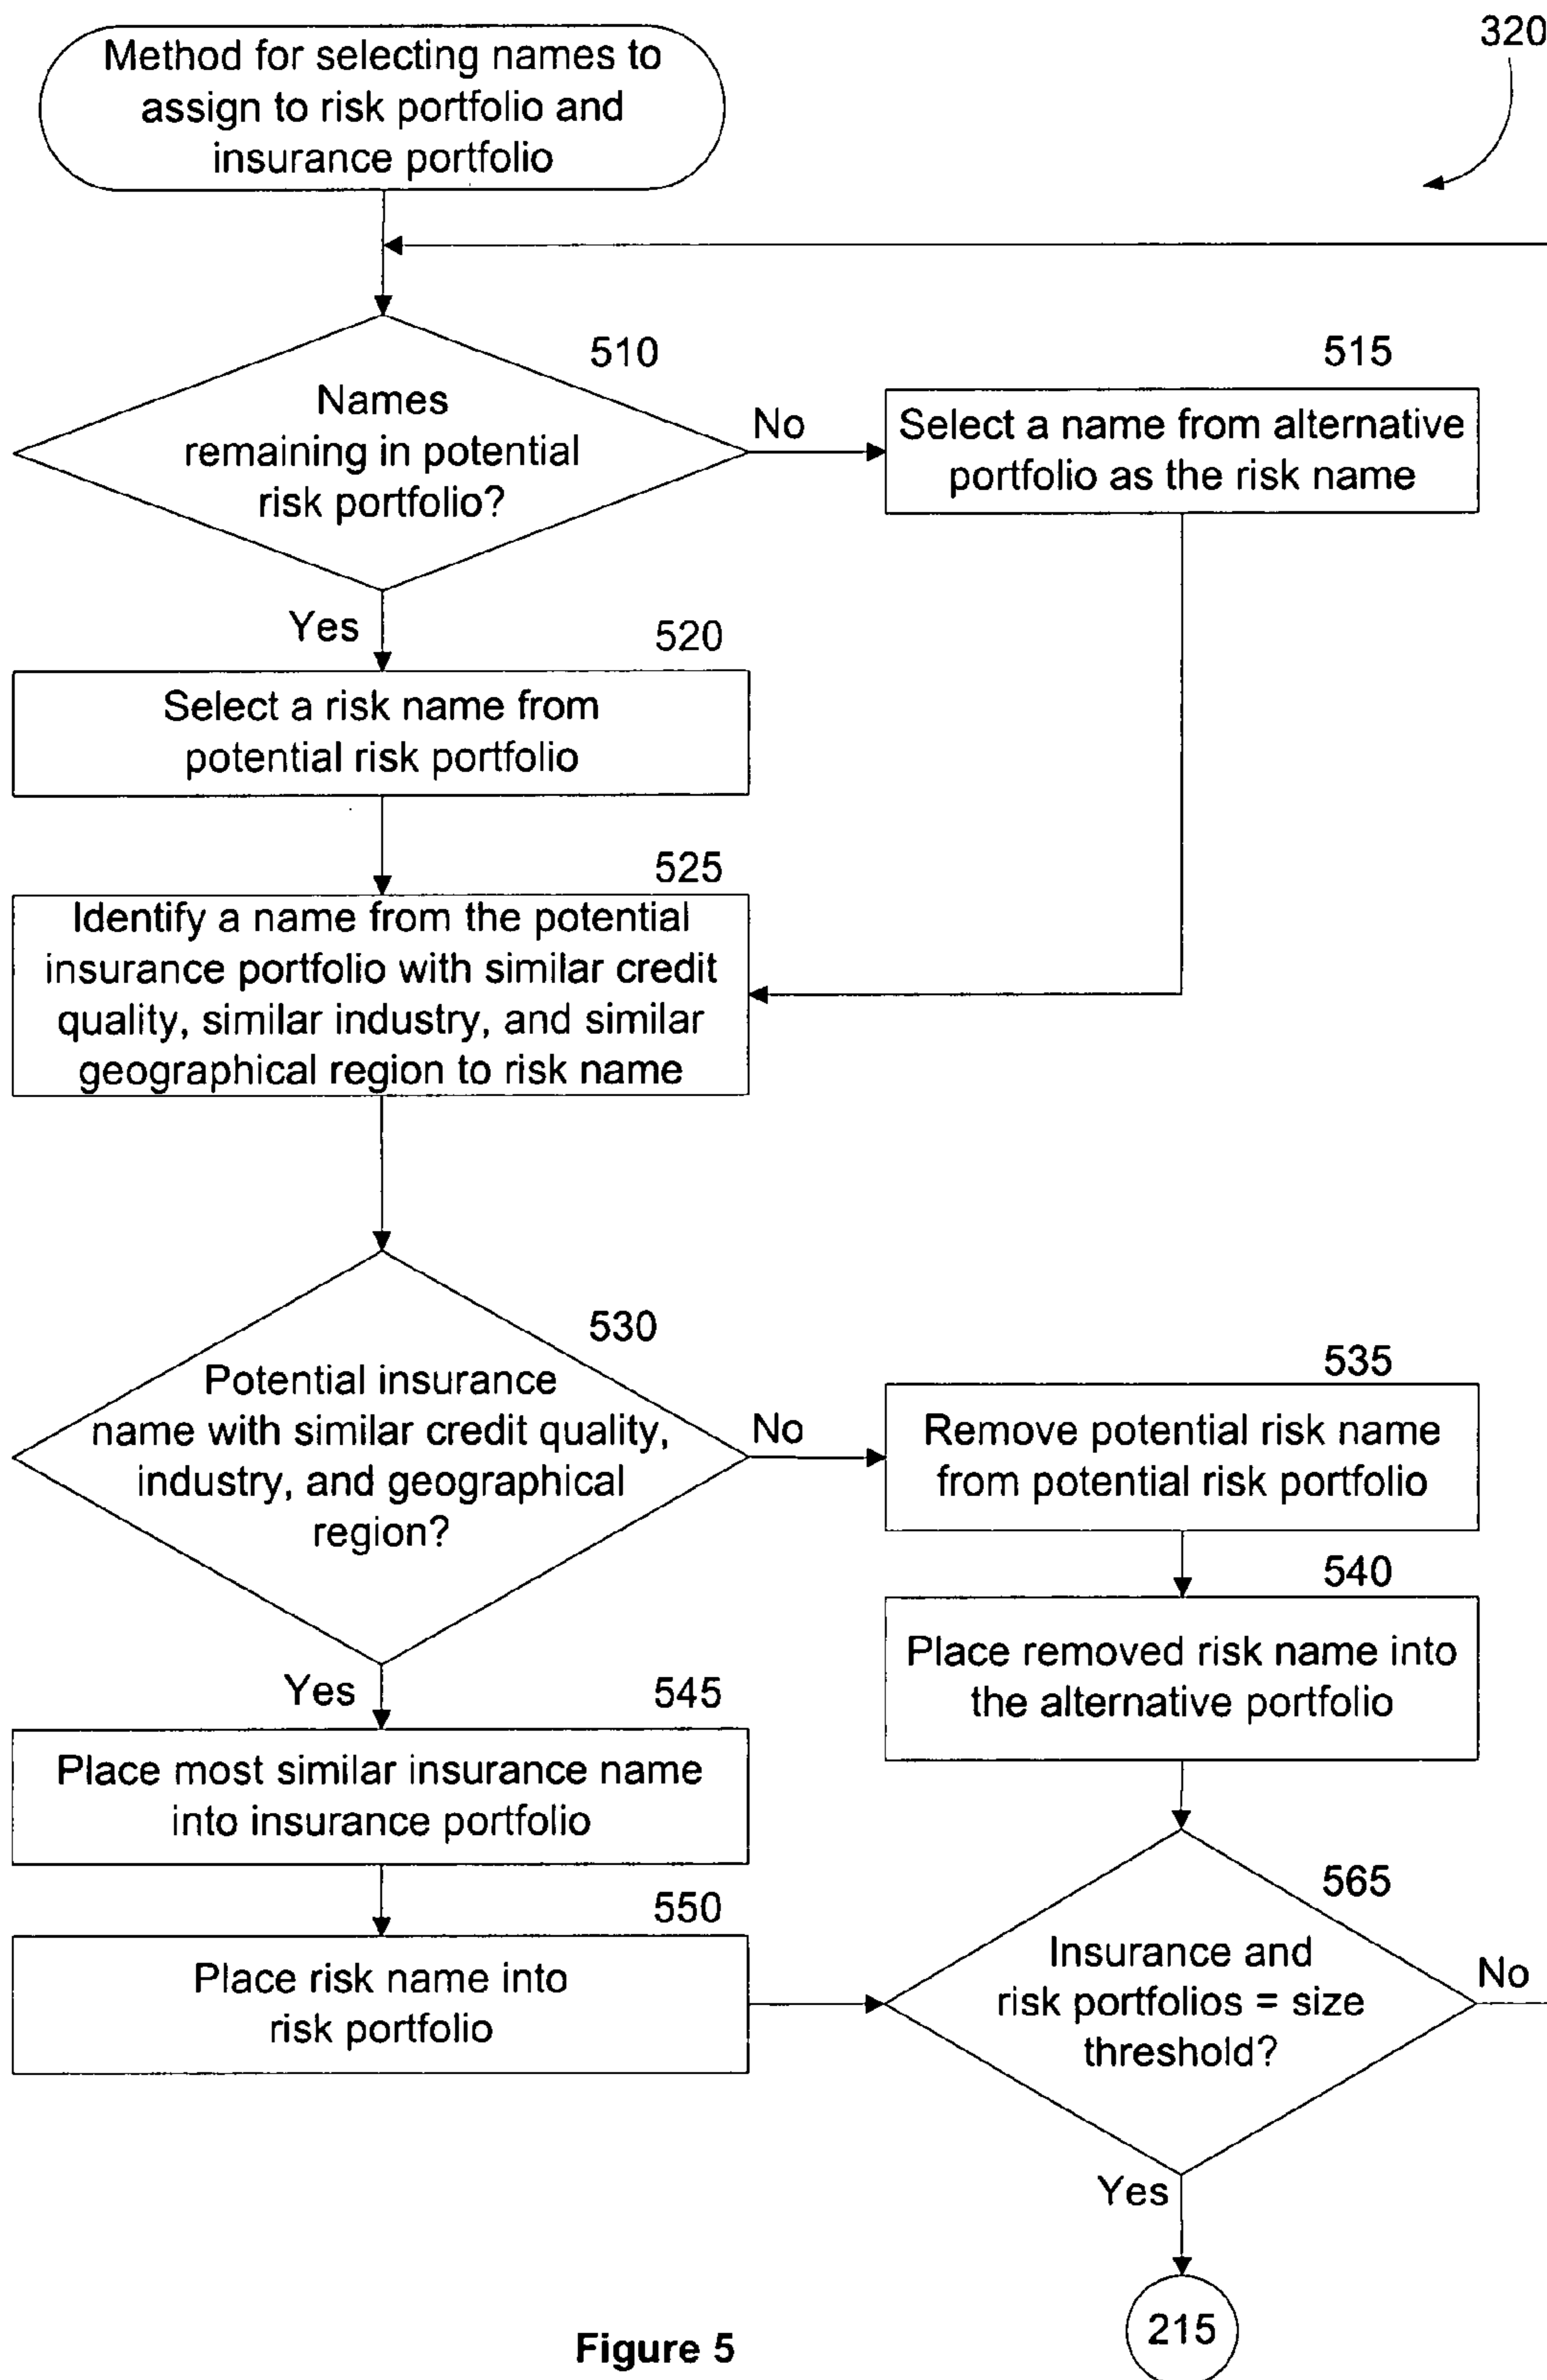 320
Method for selecting names to
assign to risk portfolio and
insurance portfolio
510
Names
remaining in potential
risk portfolio?
No
515
Select a name from alternative
portfolio as the risk name
Yes
520
Select a risk name from
potential risk portfolio
525
Identify a name from the potential
insurance portfolio with similar credit
quality, similar industry, and similar
geographical region to risk name
530
Potential insurance
name with similar credit quality,
industry, and geographical
region?
No
535
Remove potential risk name
from potential risk portfolio
540
Place removed risk name into
the alternative portfolio
Yes
545
Place most similar insurance name
into insurance portfolio
550
Place risk name into
risk portfolio
565
Insurance and
risk portfolios = size
threshold?
No
Yes
215
Figure 5